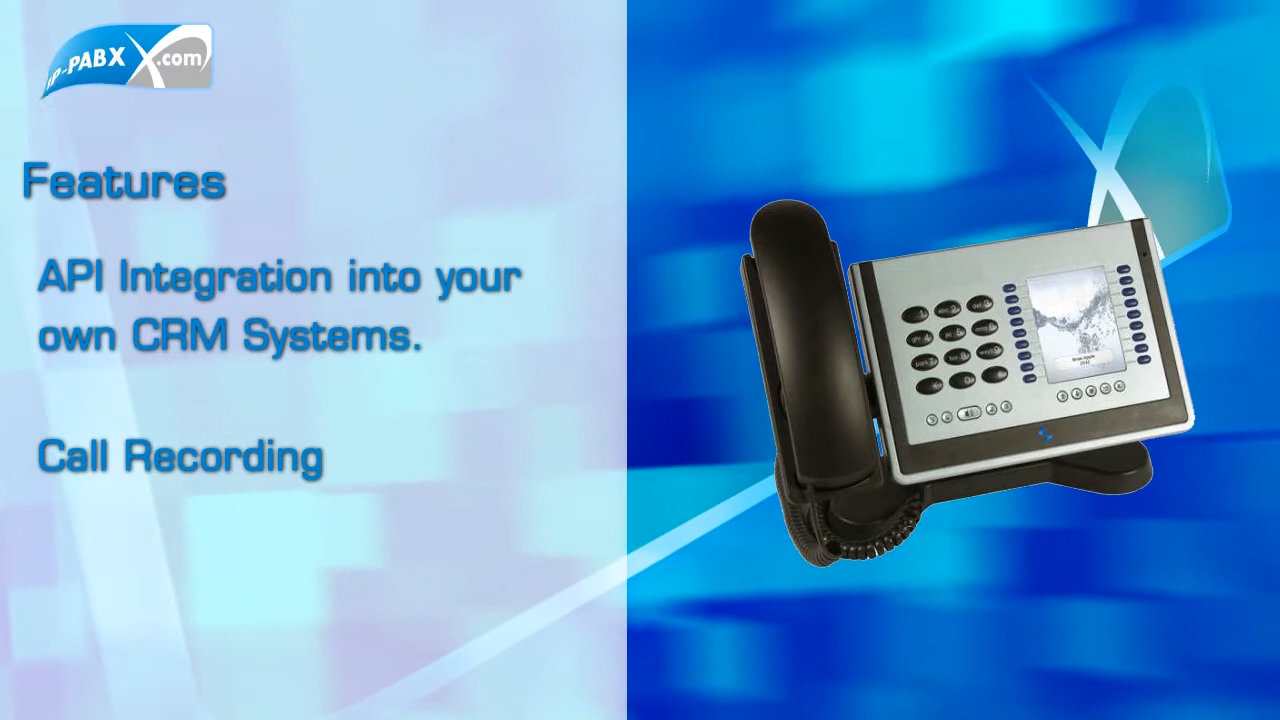 IP-PABX X.com
Features
API Integration into your
own CRM Systems.
Call Recording